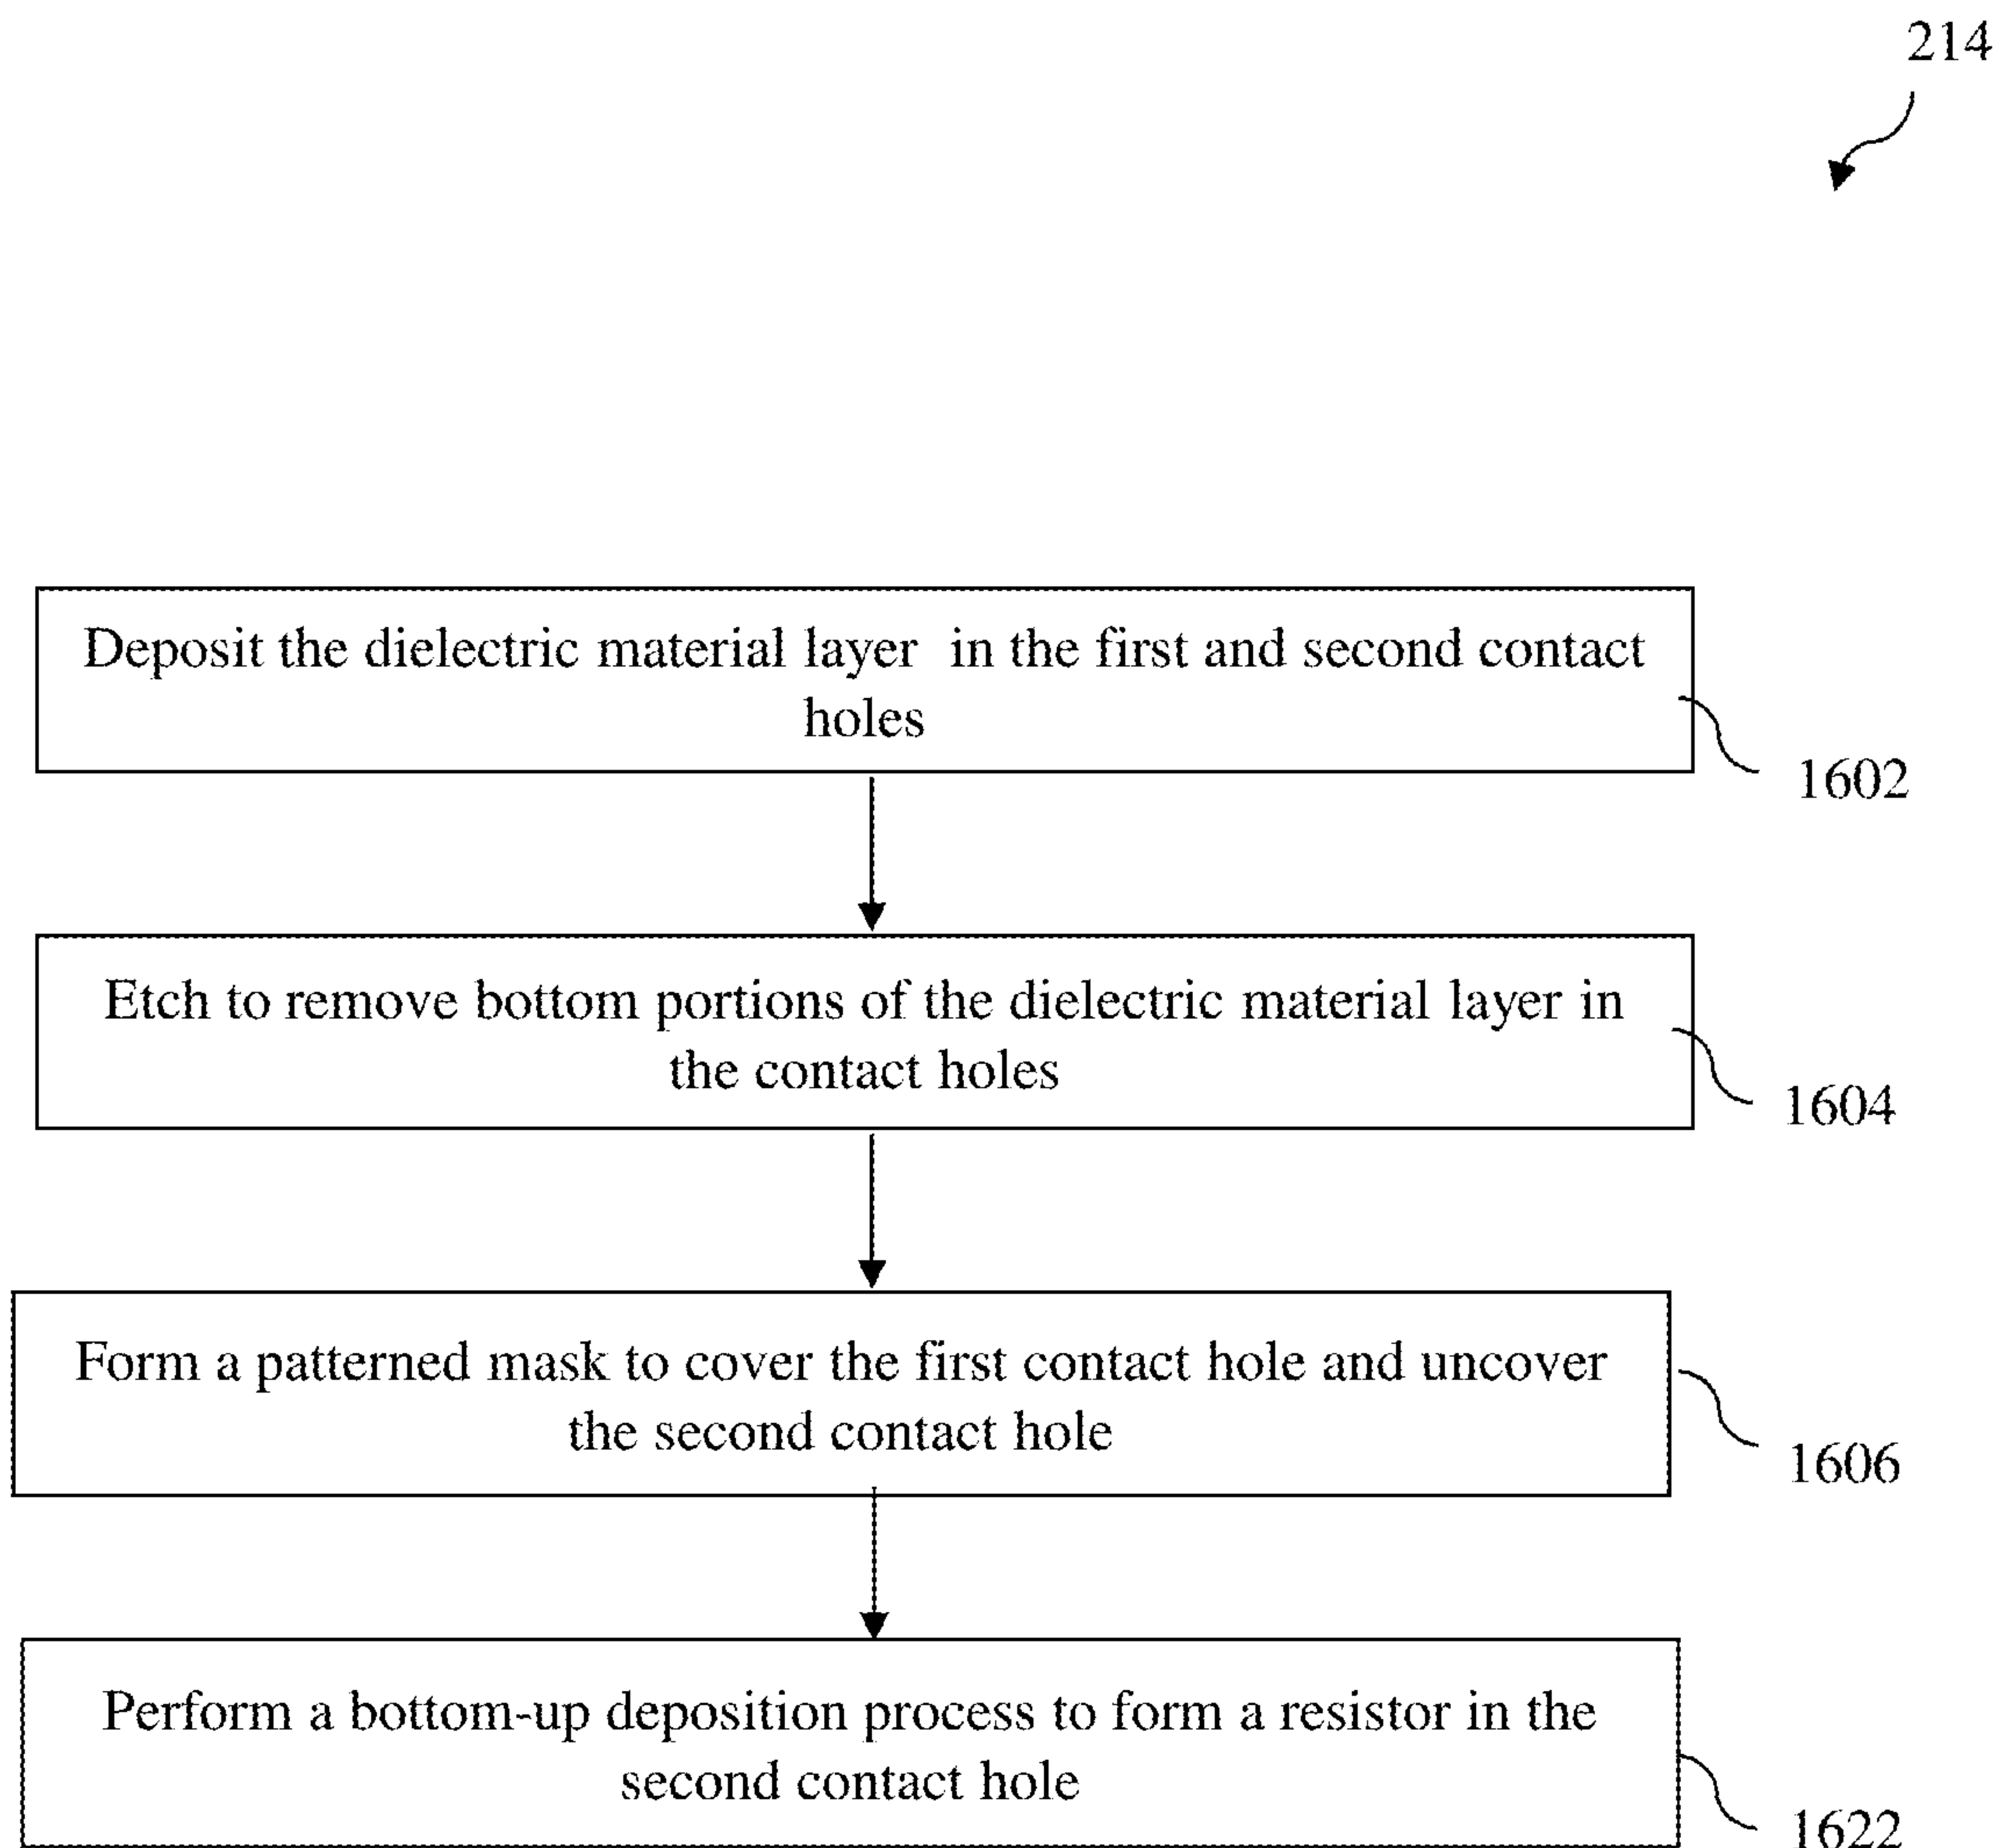 214
Deposit the dielectric material layer in the first and second contact
holes
1602
Etch to remove bottom portions of the dielectric material layer in
the contact holes
1604
Form a patterned mask to cover the first contact hole and uncover
the second contact hole
1606
Perform a bottom-up deposition process to form a resistor in the
second contact hole
1622